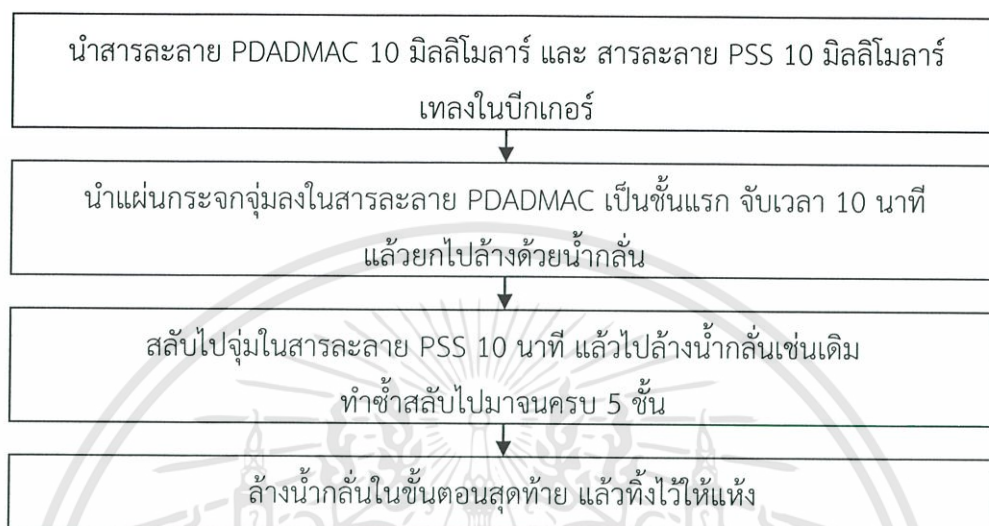 นำสารละลาย PDADMAC 10 มิลลิโมลาร์ และ สารละลาย PSS 10 มิลลิโมลาร์
เทลงในบีกเกอร์
นำแผ่นกระจกจุ่มลงในสารละลาย PDADMAC เป็นชั้นแรก จับเวลา 10 นาที
แล้วยกไปล้างด้วยน้ำกลั่น
สลับไปจุ่มในสารละลาย PSS 10 นาที แล้วไปล้างน้ำกลั่นเช่นเดิม
ทำซ้ำสลับไปมาจนครบ 5 ชั้น
ล้างน้ำกลั่นในขั้นตอนสุดท้าย แล้วทิ้งไว้ให้แห้ง